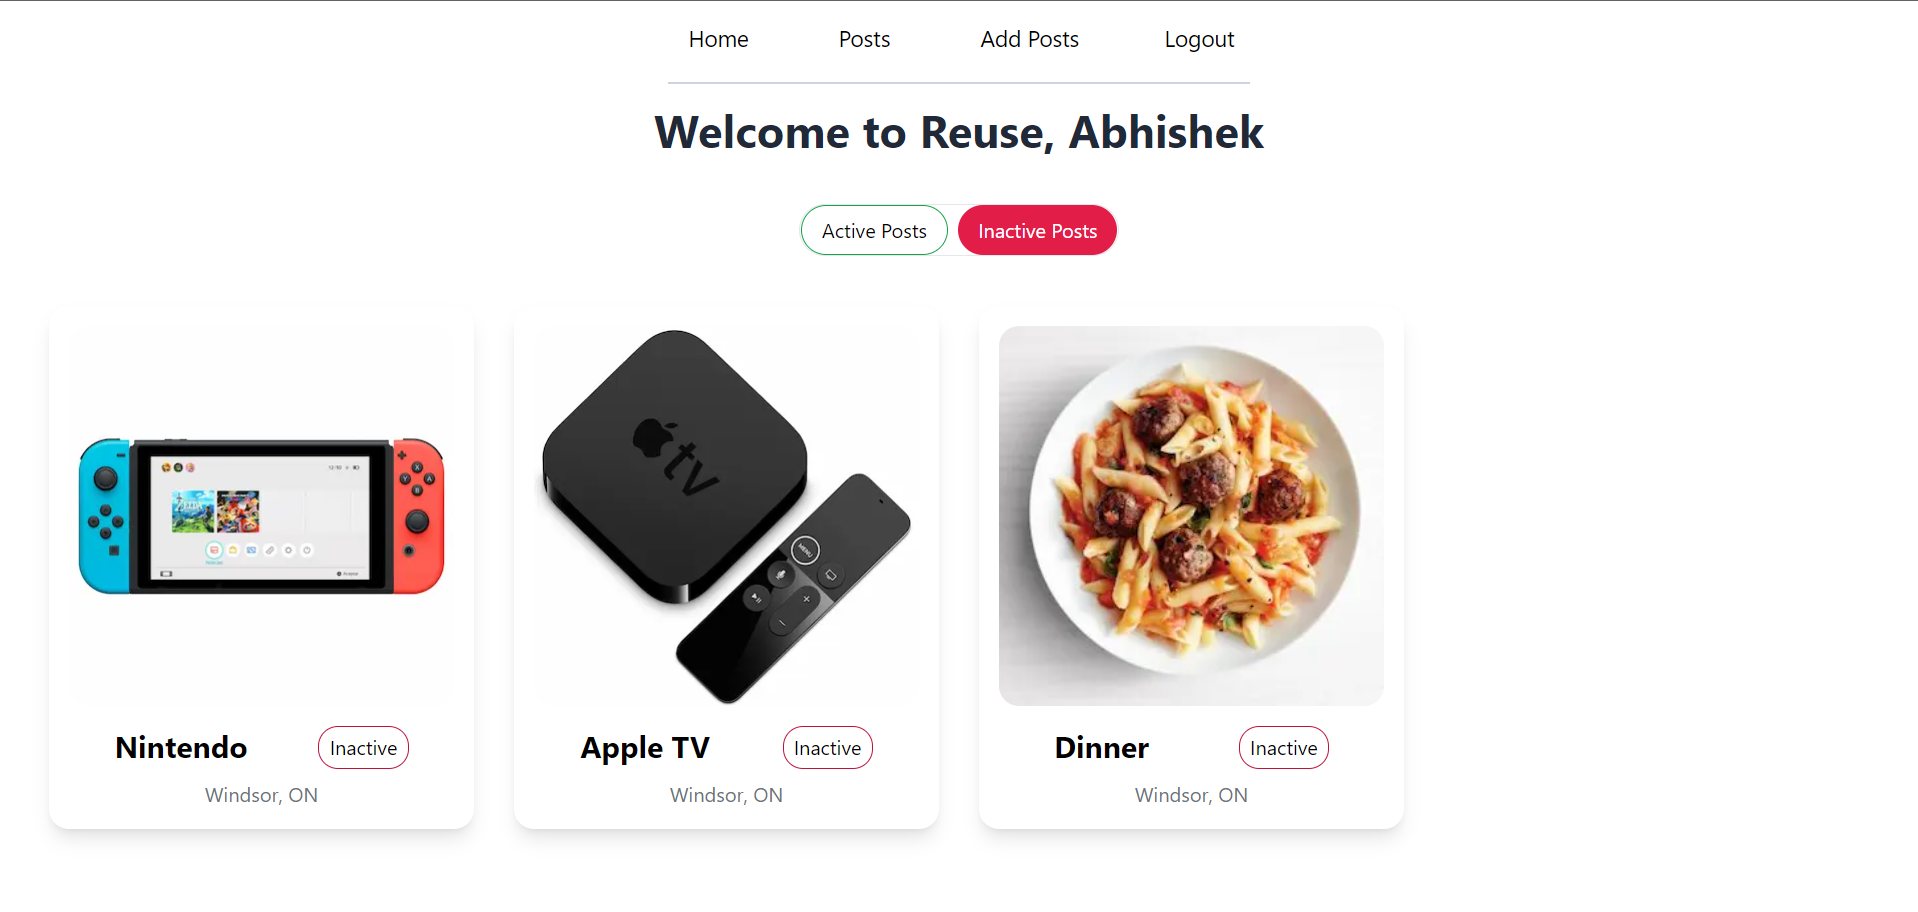 Home Posts Add Posts Logout
Welcome to Reuse, Abhishek
Active Posts Inactive Posts
tv
MENU
Nintendo Inactive
Windsor, ON
Apple TV Inactive
Windsor, ON
Dinner Inactive
Windsor, ON